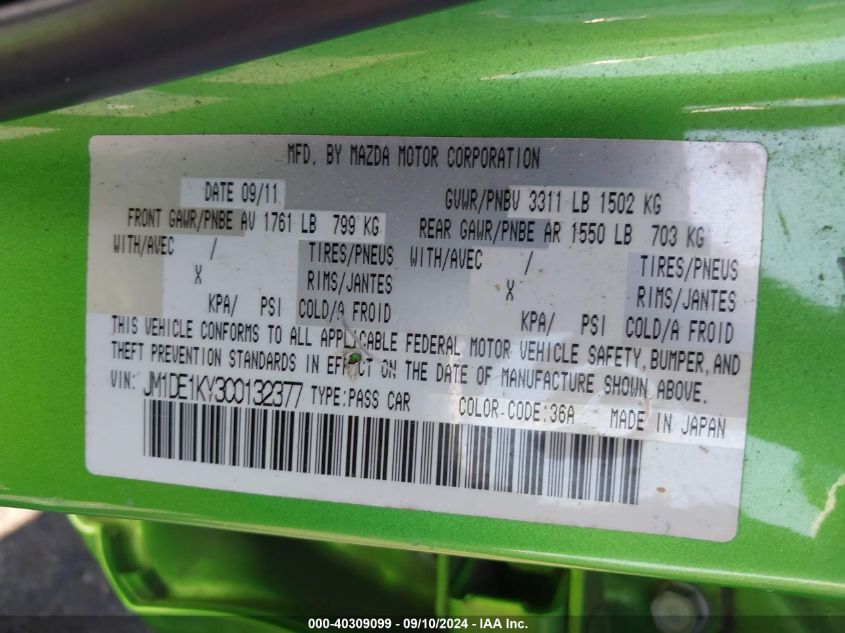 MFD. BY MAZDA MOTOR CORPORATION
DATE 09/11 GVWR/PNBV 3311 LB 1502 KG
FRONT GAWR/PNBE AV 1761 LB 799 KG REAR GAWR/PNBE AR 1550 LB 703 KG
WITH/AVEC / TIRES/PNEUS WITH/AVEC / TIRES/PNEUS
X RIMS/JANTES X RIMS/JANTES
KPA/ PSI COLD/A FROID KPA/ PSI COLD/A FROID
THIS VEHICLE CONFORMS TO ALL APPLICABLE FEDERAL MOTOR VEHICLE SAFETY, BUMPER, AND
THEFT PREVENTION STANDARDS IN EFFECT ON THE DATE OF MANUFACTURE SHOWN ABOVE.
VIN: JM1DE1KY3C0132377 TYPE:PASS CAR COLOR-CODE:36A MADE IN JAPAN
000-40309099 - 09/10/2024 - IAA Inc.